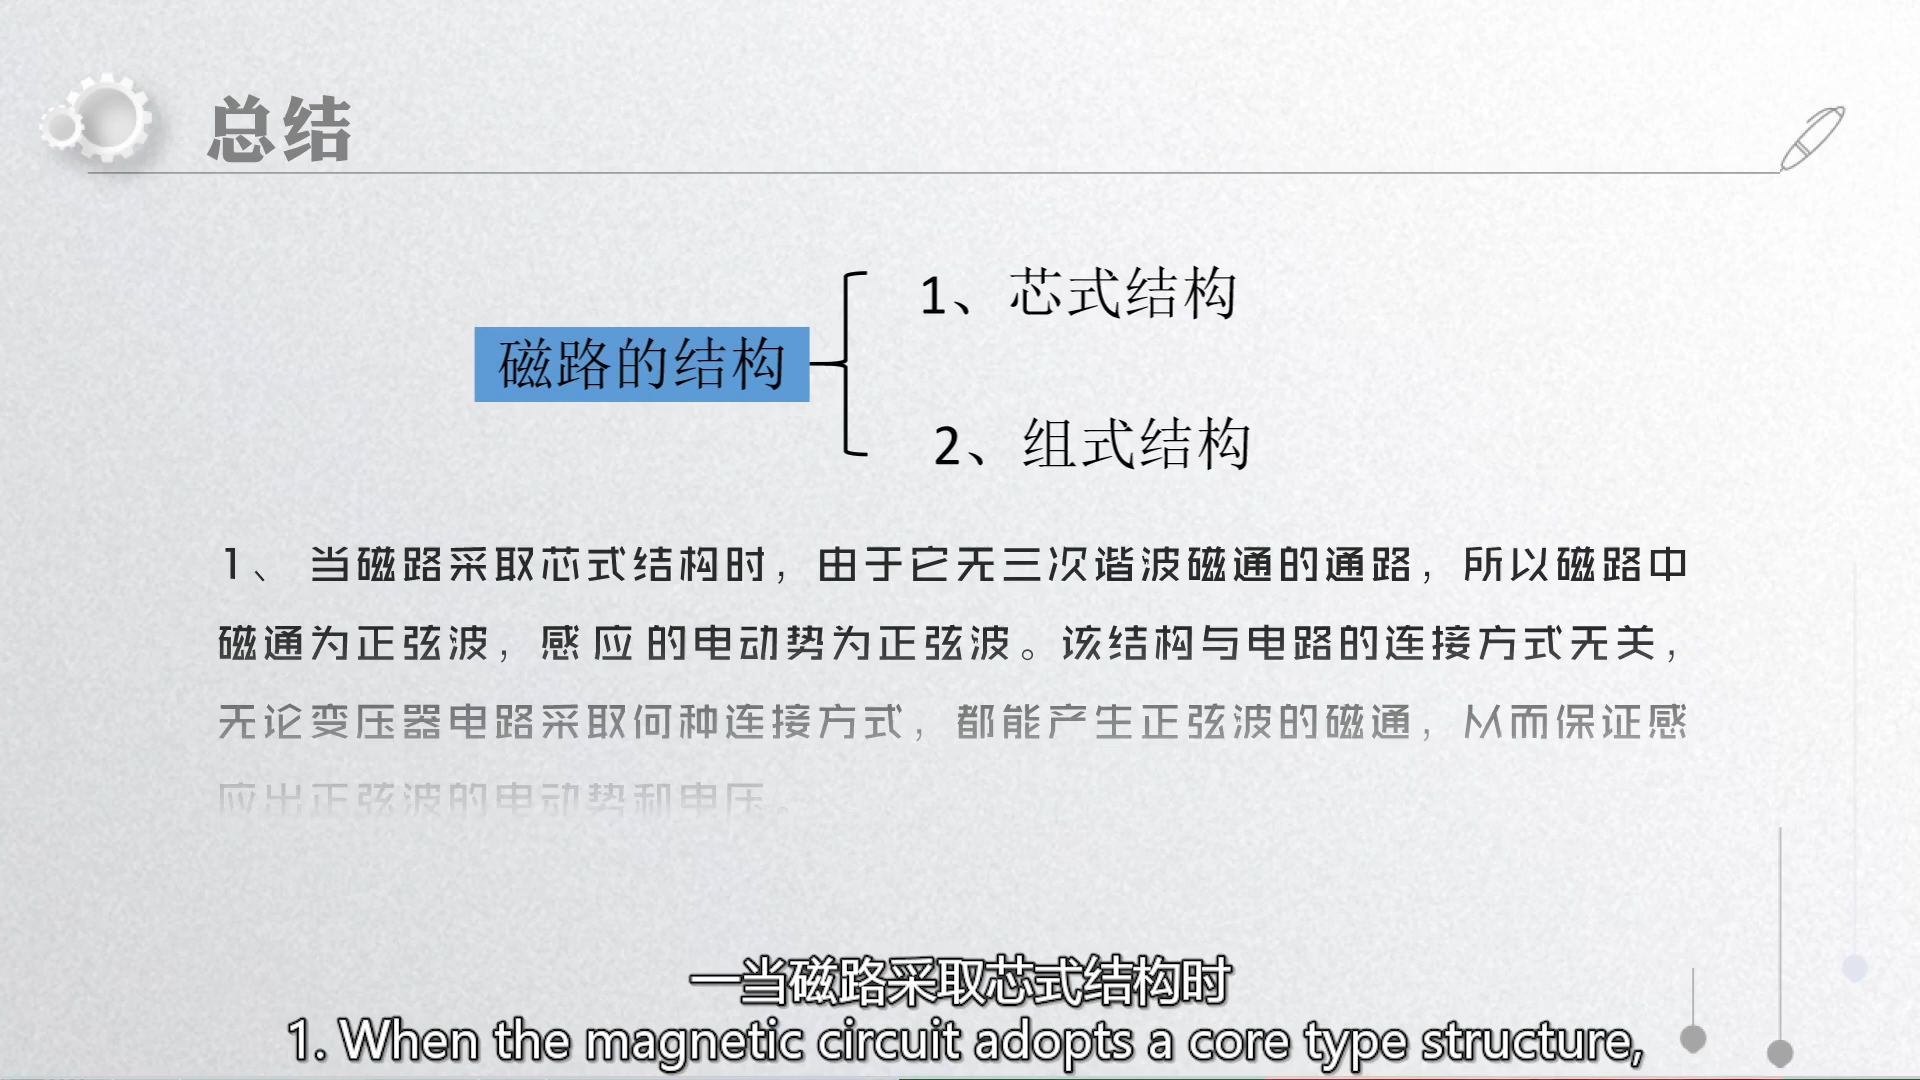 总结
1、芯式结构
磁路的结构
2、组式结构
1、 当磁路采取芯式结构时，由于它无三次谐波磁通的通路，所以磁路中
磁通为正弦波，感 应 的电动势为正弦波。该结构与电路的连接方式无关，
无论变压器电路采取何种连接方式，都能产生正弦波的磁通，从而保证感
应出正弦波的电动势和电压。
一当磁路采取芯式结构时
1. When the magnetic circuit adopts a core type structure,